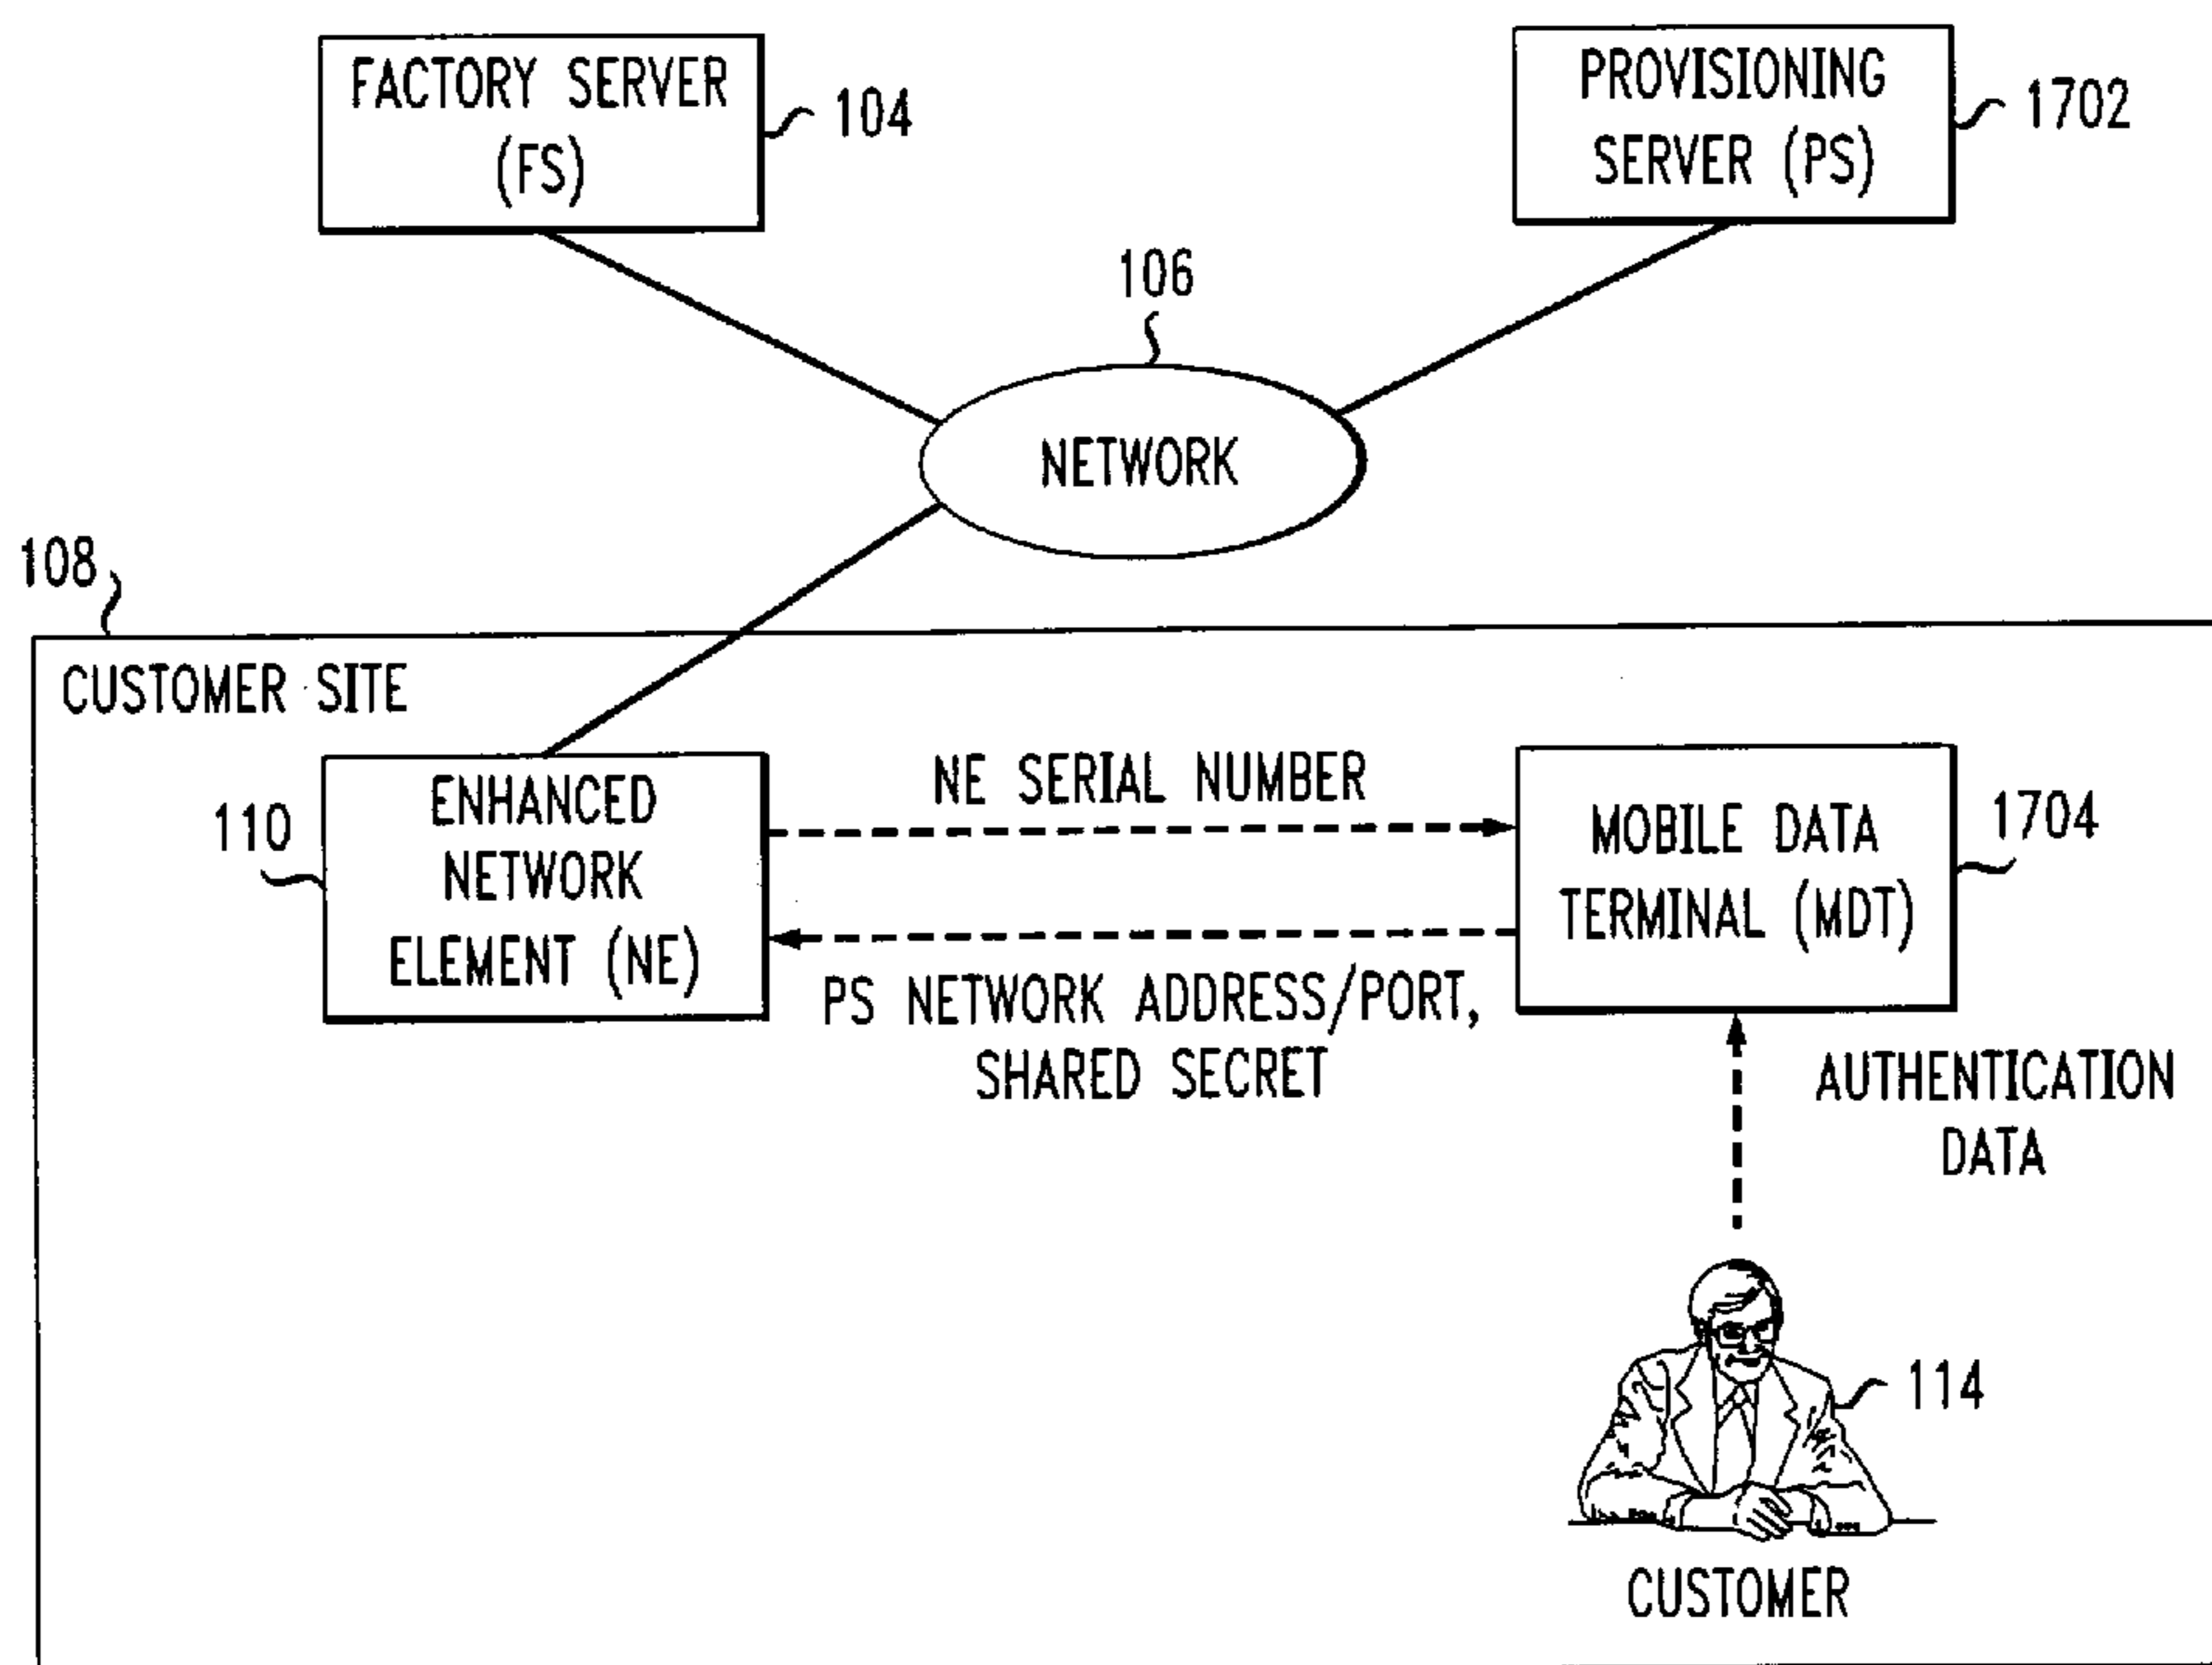 FACTORY SERVER
(FS)
104
PROVISIONING
SERVER (PS)
1702
106
NETWORK
108
CUSTOMER SITE
110
ENHANCED
NETWORK
ELEMENT (NE)
NE SERIAL NUMBER
PS NETWORK ADDRESS/PORT,
SHARED SECRET
MOBILE DATA
TERMINAL (MDT)
1704
AUTHENTICATION
DATA
114
CUSTOMER